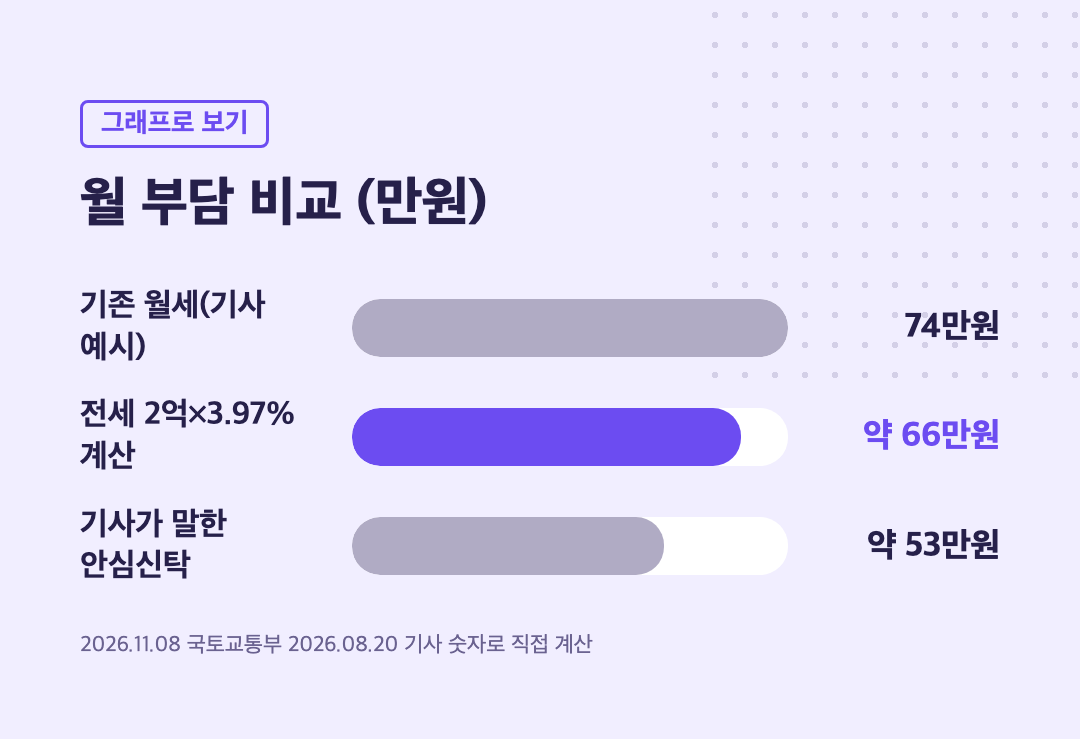 그래프로 보기
월 부담 비교 (만원)
기존 월세(기사
예시)
74만원
전세 2억×3.97%
계산
약 66만원
기사가 말한
안심신탁
약 53만원
2026.11.08 국토교통부 2026.08.20 기사 숫자로 직접 계산